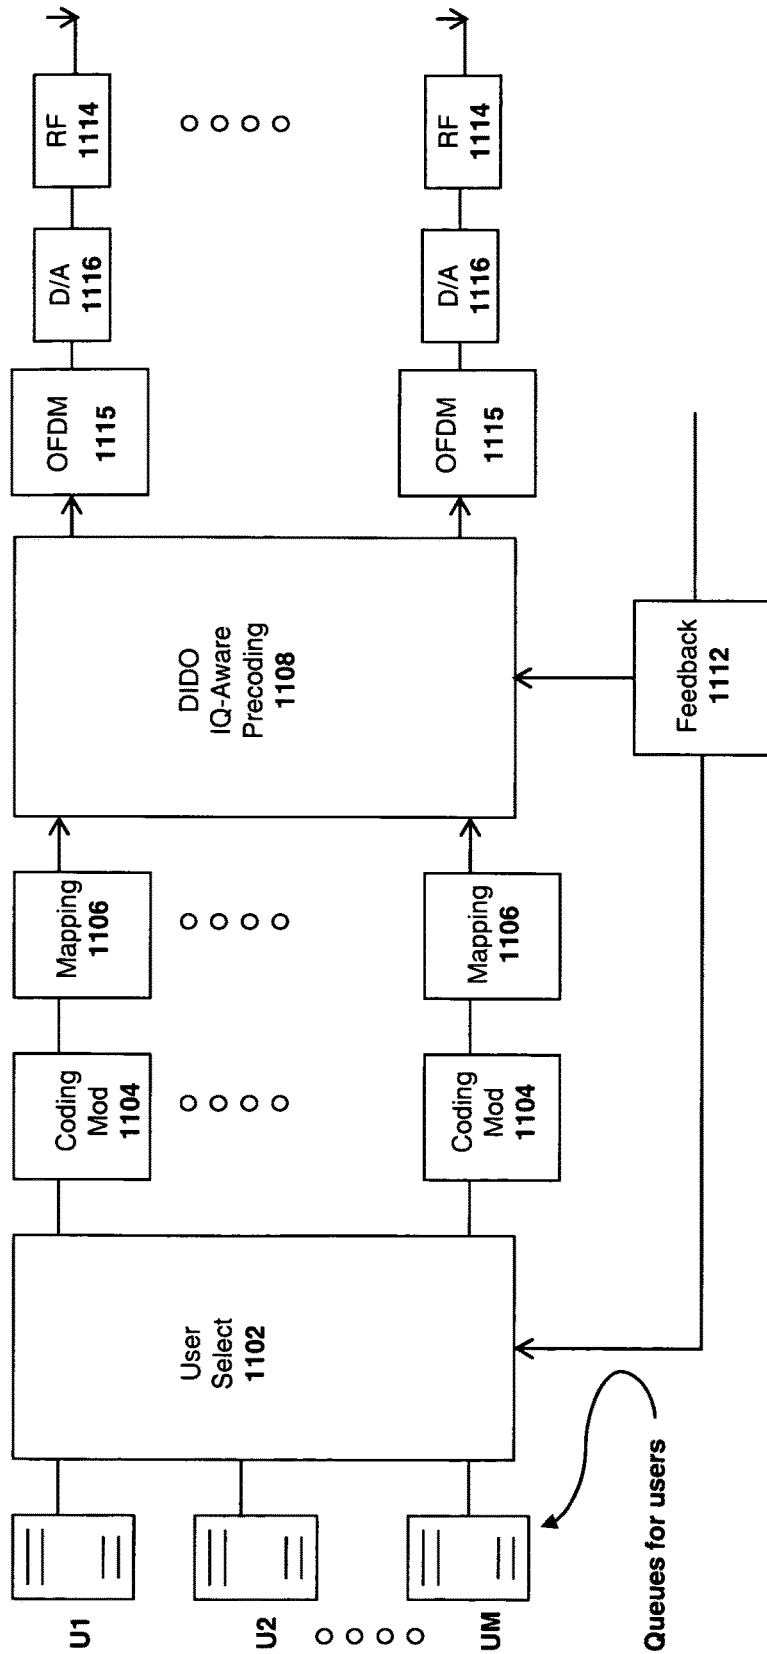 U1
U2
UM
Queues for users
User
Select
1102
Coding
Mod
1104
Coding
Mod
1104
Mapping
1106
Mapping
1106
DIDO
IQ-Aware
Precoding
1108
Feedback
1112
OFDM
1115
OFDM
1115
D/A
1116
D/A
1116
RF
1114
RF
1114